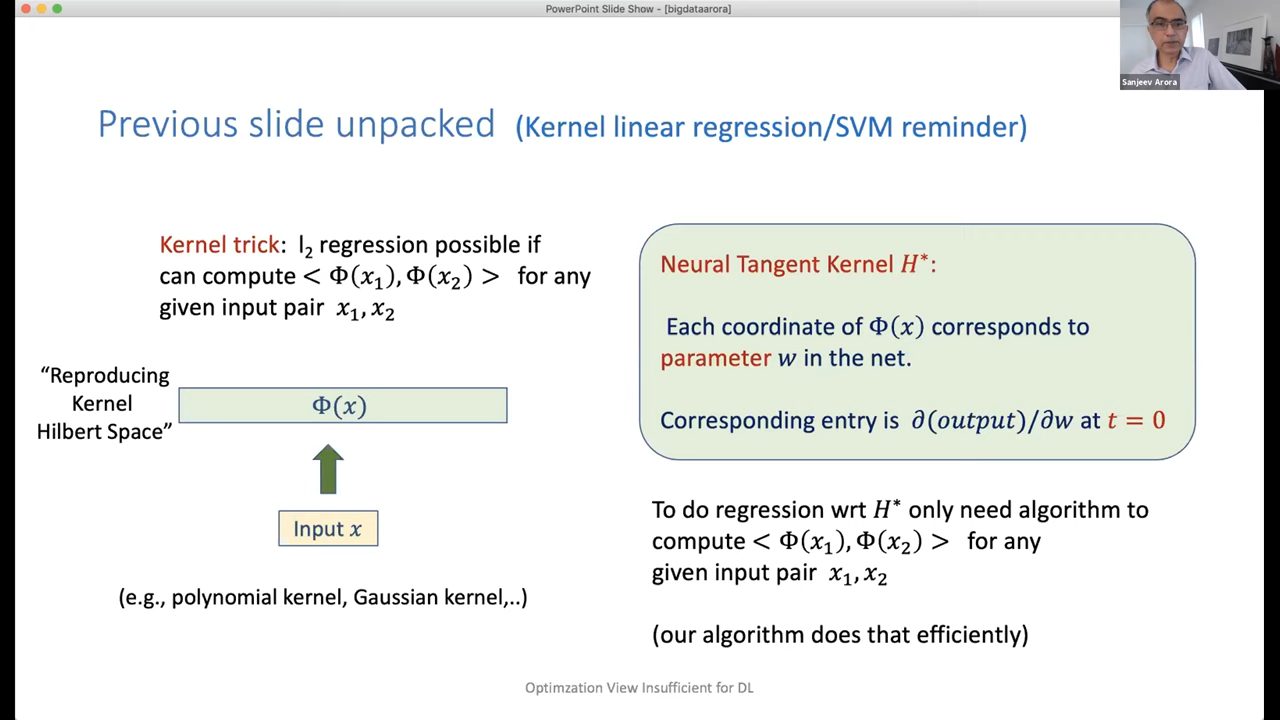 PowerPoint Slide Show - [bigdataarora]
Sanjeev Arora
Previous slide unpacked (Kernel linear regression/SVM reminder)
Kernel trick: l₂ regression possible if
can compute < Φ(x₁), Φ(x₂) > for any
given input pair x₁, x₂
“Reproducing
Kernel
Hilbert Space”
Φ(x)
Input x
(e.g., polynomial kernel, Gaussian kernel,..)
Neural Tangent Kernel H*:
Each coordinate of Φ(x) corresponds to
parameter w in the net.
Corresponding entry is ∂(output)/∂w at t = 0
To do regression wrt H* only need algorithm to
compute < Φ(x₁), Φ(x₂) > for any
given input pair x₁, x₂
(our algorithm does that efficiently)
Optimzation View Insufficient for DL